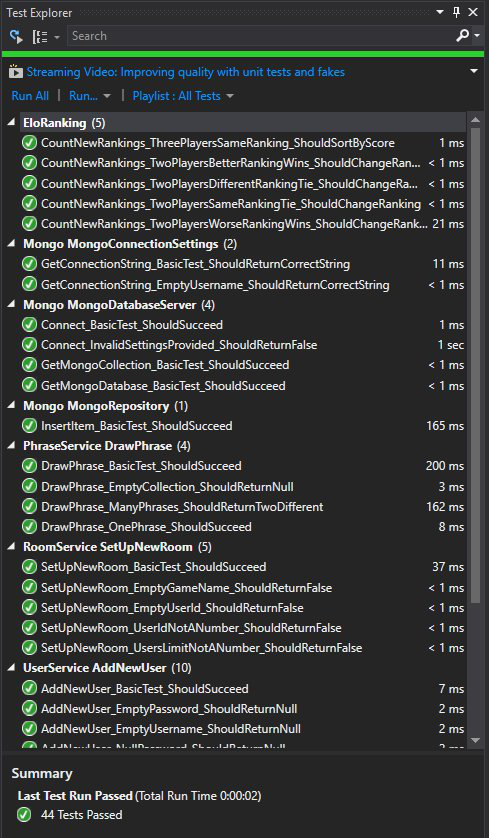 Test Explorer
Search
Streaming Video: Improving quality with unit tests and fakes
Run All | Run... Playlist : All Tests
EloRanking (5)
CountNewRankings_ThreePlayersSameRanking_ShouldSortByScore 1 ms
CountNewRankings_TwoPlayersBetterRankingWins_ShouldChangeRan... < 1 ms
CountNewRankings_TwoPlayersDifferentRankingTie_ShouldChangeRa... < 1 ms
CountNewRankings_TwoPlayersSameRankingTie_ShouldChangeRanking < 1 ms
CountNewRankings_TwoPlayersWorseRankingWins_ShouldChangeRank... 21 ms
Mongo MongoConnectionSettings (2)
GetConnectionString_BasicTest_ShouldReturnCorrectString 11 ms
GetConnectionString_EmptyUsername_ShouldReturnCorrectString < 1 ms
Mongo MongoDatabaseServer (4)
Connect_BasicTest_ShouldSucceed 1 ms
Connect_InvalidSettingsProvided_ShouldReturnFalse 1 sec
GetMongoCollection_BasicTest_ShouldSucceed < 1 ms
GetMongoDatabase_BasicTest_ShouldSucceed < 1 ms
Mongo MongoRepository (1)
InsertItem_BasicTest_ShouldSucceed 165 ms
PhraseService DrawPhrase (4)
DrawPhrase_BasicTest_ShouldSucceed 200 ms
DrawPhrase_EmptyCollection_ShouldReturnNull 3 ms
DrawPhrase_ManyPhrases_ShouldReturnTwoDifferent 162 ms
DrawPhrase_OnePhrase_ShouldSucceed 8 ms
RoomService SetUpNewRoom (5)
SetUpNewRoom_BasicTest_ShouldSucceed 37 ms
SetUpNewRoom_EmptyGameName_ShouldReturnFalse < 1 ms
SetUpNewRoom_EmptyUserId_ShouldReturnFalse < 1 ms
SetUpNewRoom_UserIdNotANumber_ShouldReturnFalse < 1 ms
SetUpNewRoom_UsersLimitNotANumber_ShouldReturnFalse < 1 ms
UserService AddNewUser (10)
AddNewUser_BasicTest_ShouldSucceed 7 ms
AddNewUser_EmptyPassword_ShouldReturnNull 2 ms
AddNewUser_EmptyUsername_ShouldReturnNull 2 ms
AddNewUser_NullPassword_ShouldReturnNull 2 ms
Summary
Last Test Run Passed (Total Run Time 0:00:02)
44 Tests Passed